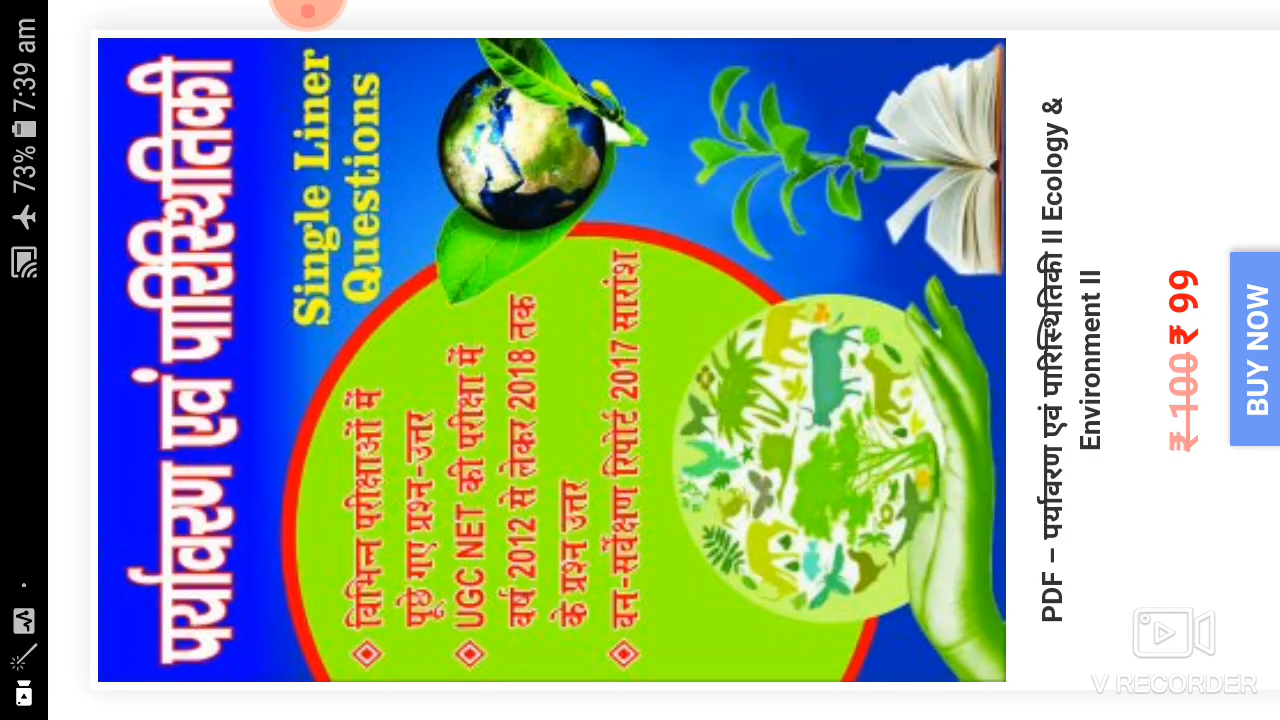 73% 7:39 am
पर्यावरण एवं पारिस्थितिकी
Single Liner
Questions
विभिन्न परीक्षाओं में
पूछे गए प्रश्न-उत्तर
UGC NET की परीक्षा में
वर्ष 2012 से लेकर 2018 तक
के प्रश्न उत्तर
वन-सर्वेक्षण रिपोर्ट 2017 सारांश
PDF – पर्यावरण एवं पारिस्थितिकी II Ecology &
Environment II
₹ 100 ₹ 99
BUY NOW
V RECORDER